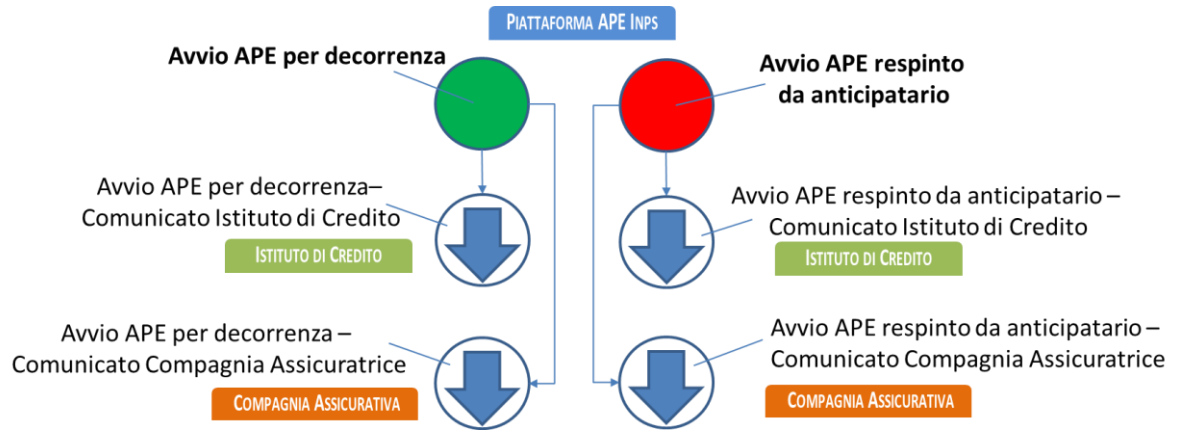 PIATTAFORMA APE INPS
Avvio APE per decorrenza
Avvio APE respinto
da anticipatario
Avvio APE per decorrenza–
Comunicato Istituto di Credito
ISTITUTO DI CREDITO
Avvio APE respinto da anticipatario –
Comunicato Istituto di Credito
ISTITUTO DI CREDITO
Avvio APE per decorrenza –
Comunicato Compagnia Assicuratrice
COMPAGNIA ASSICURATIVA
Avvio APE respinto da anticipatario –
Comunicato Compagnia Assicuratrice
COMPAGNIA ASSICURATIVA